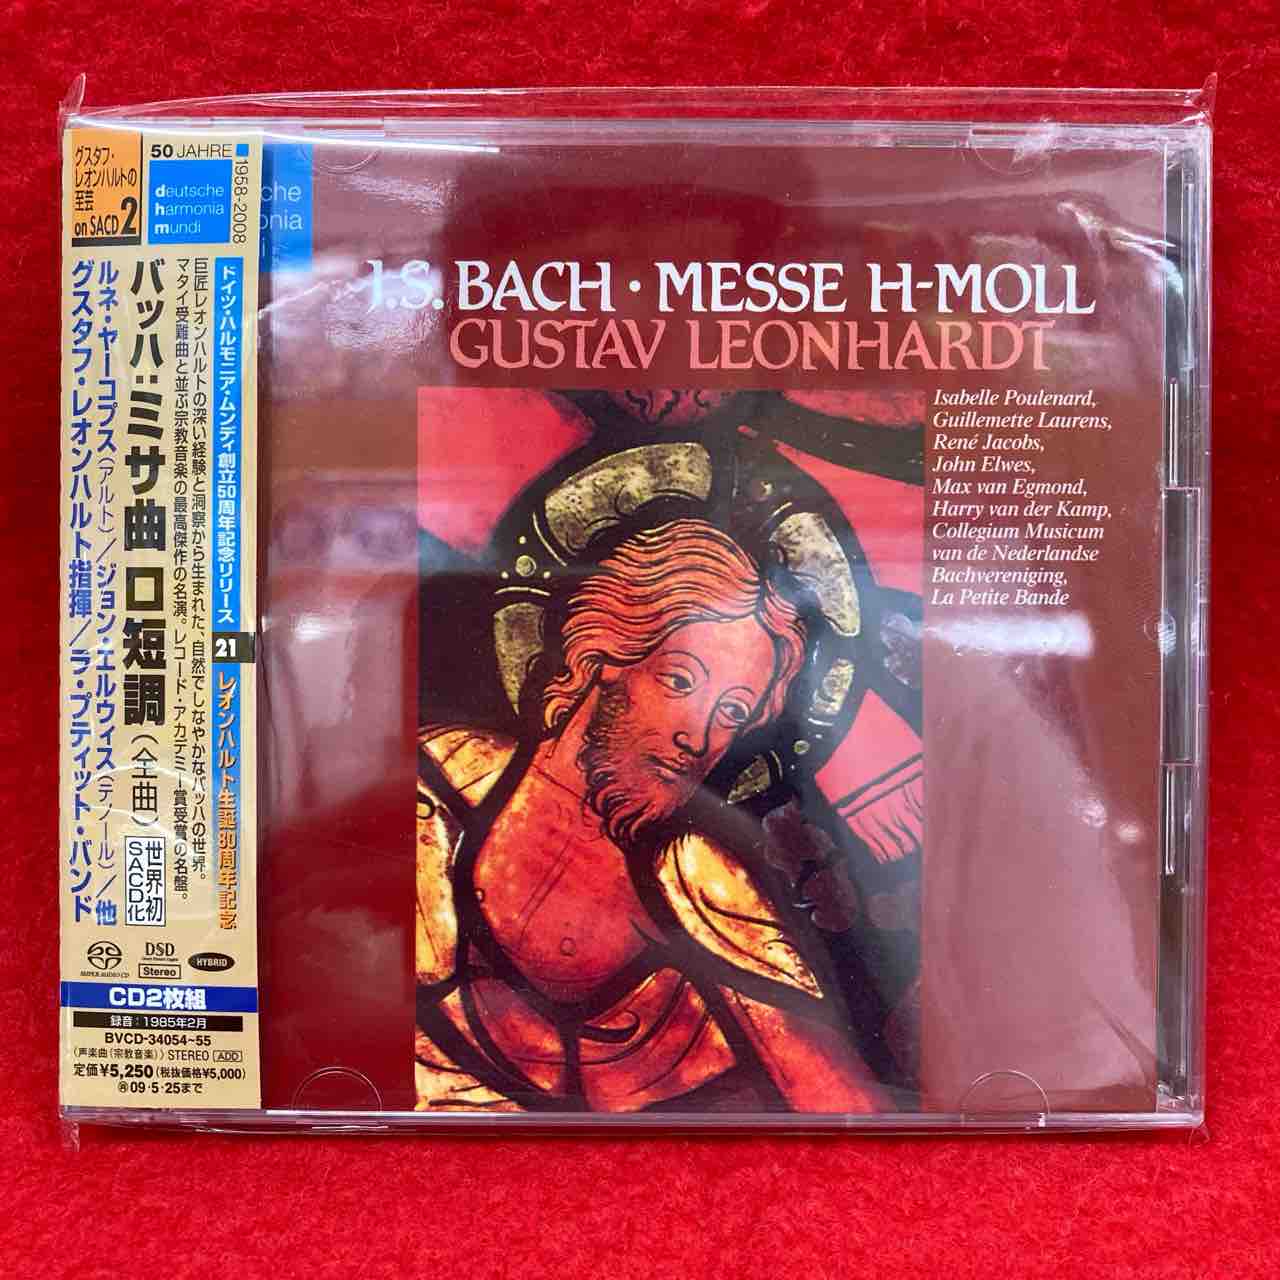 グスタフ・
レオンハルトの
至芸
on SACD 2
50 JAHRE
1958-2008
deutsche
harmonia
mundi
ドイツ・ハルモニア・ムンディ創立50周年記念リリース 21 レオンハルト生誕80周年記念
巨匠レオンハルトの深い経験と洞察から生まれた、自然でしなやかなバッハの世界。
マタイ受難曲と並ぶ宗教音楽の最高傑作の名演。レコード・アカデミー賞受賞の名盤。
バッハ:ミサ曲ロ短調(全曲)
世界初
SACD化
ルネ・ヤーコプス(アルト)/ジョン・エルウィス(テノール)/他
グスタフ・レオンハルト指揮/ラ・プティット・バンド
SUPER AUDIO CD
DSD
Stereo
HYBRID
CD2枚組
録音:1985年2月
BVCD-34054~55
(声楽曲(宗教音楽)) STEREO ADD
定価¥5,250(税抜価格¥5,000)
09・5・25まで
che
onia
i
J.S. BACH · MESSE H-MOLL
GUSTAV LEONHARDT
Isabelle Poulenard,
Guillemette Laurens,
René Jacobs,
John Elwes,
Max van Egmond,
Harry van der Kamp,
Collegium Musicum
van de Nederlandse
Bachvereniging,
La Petite Bande